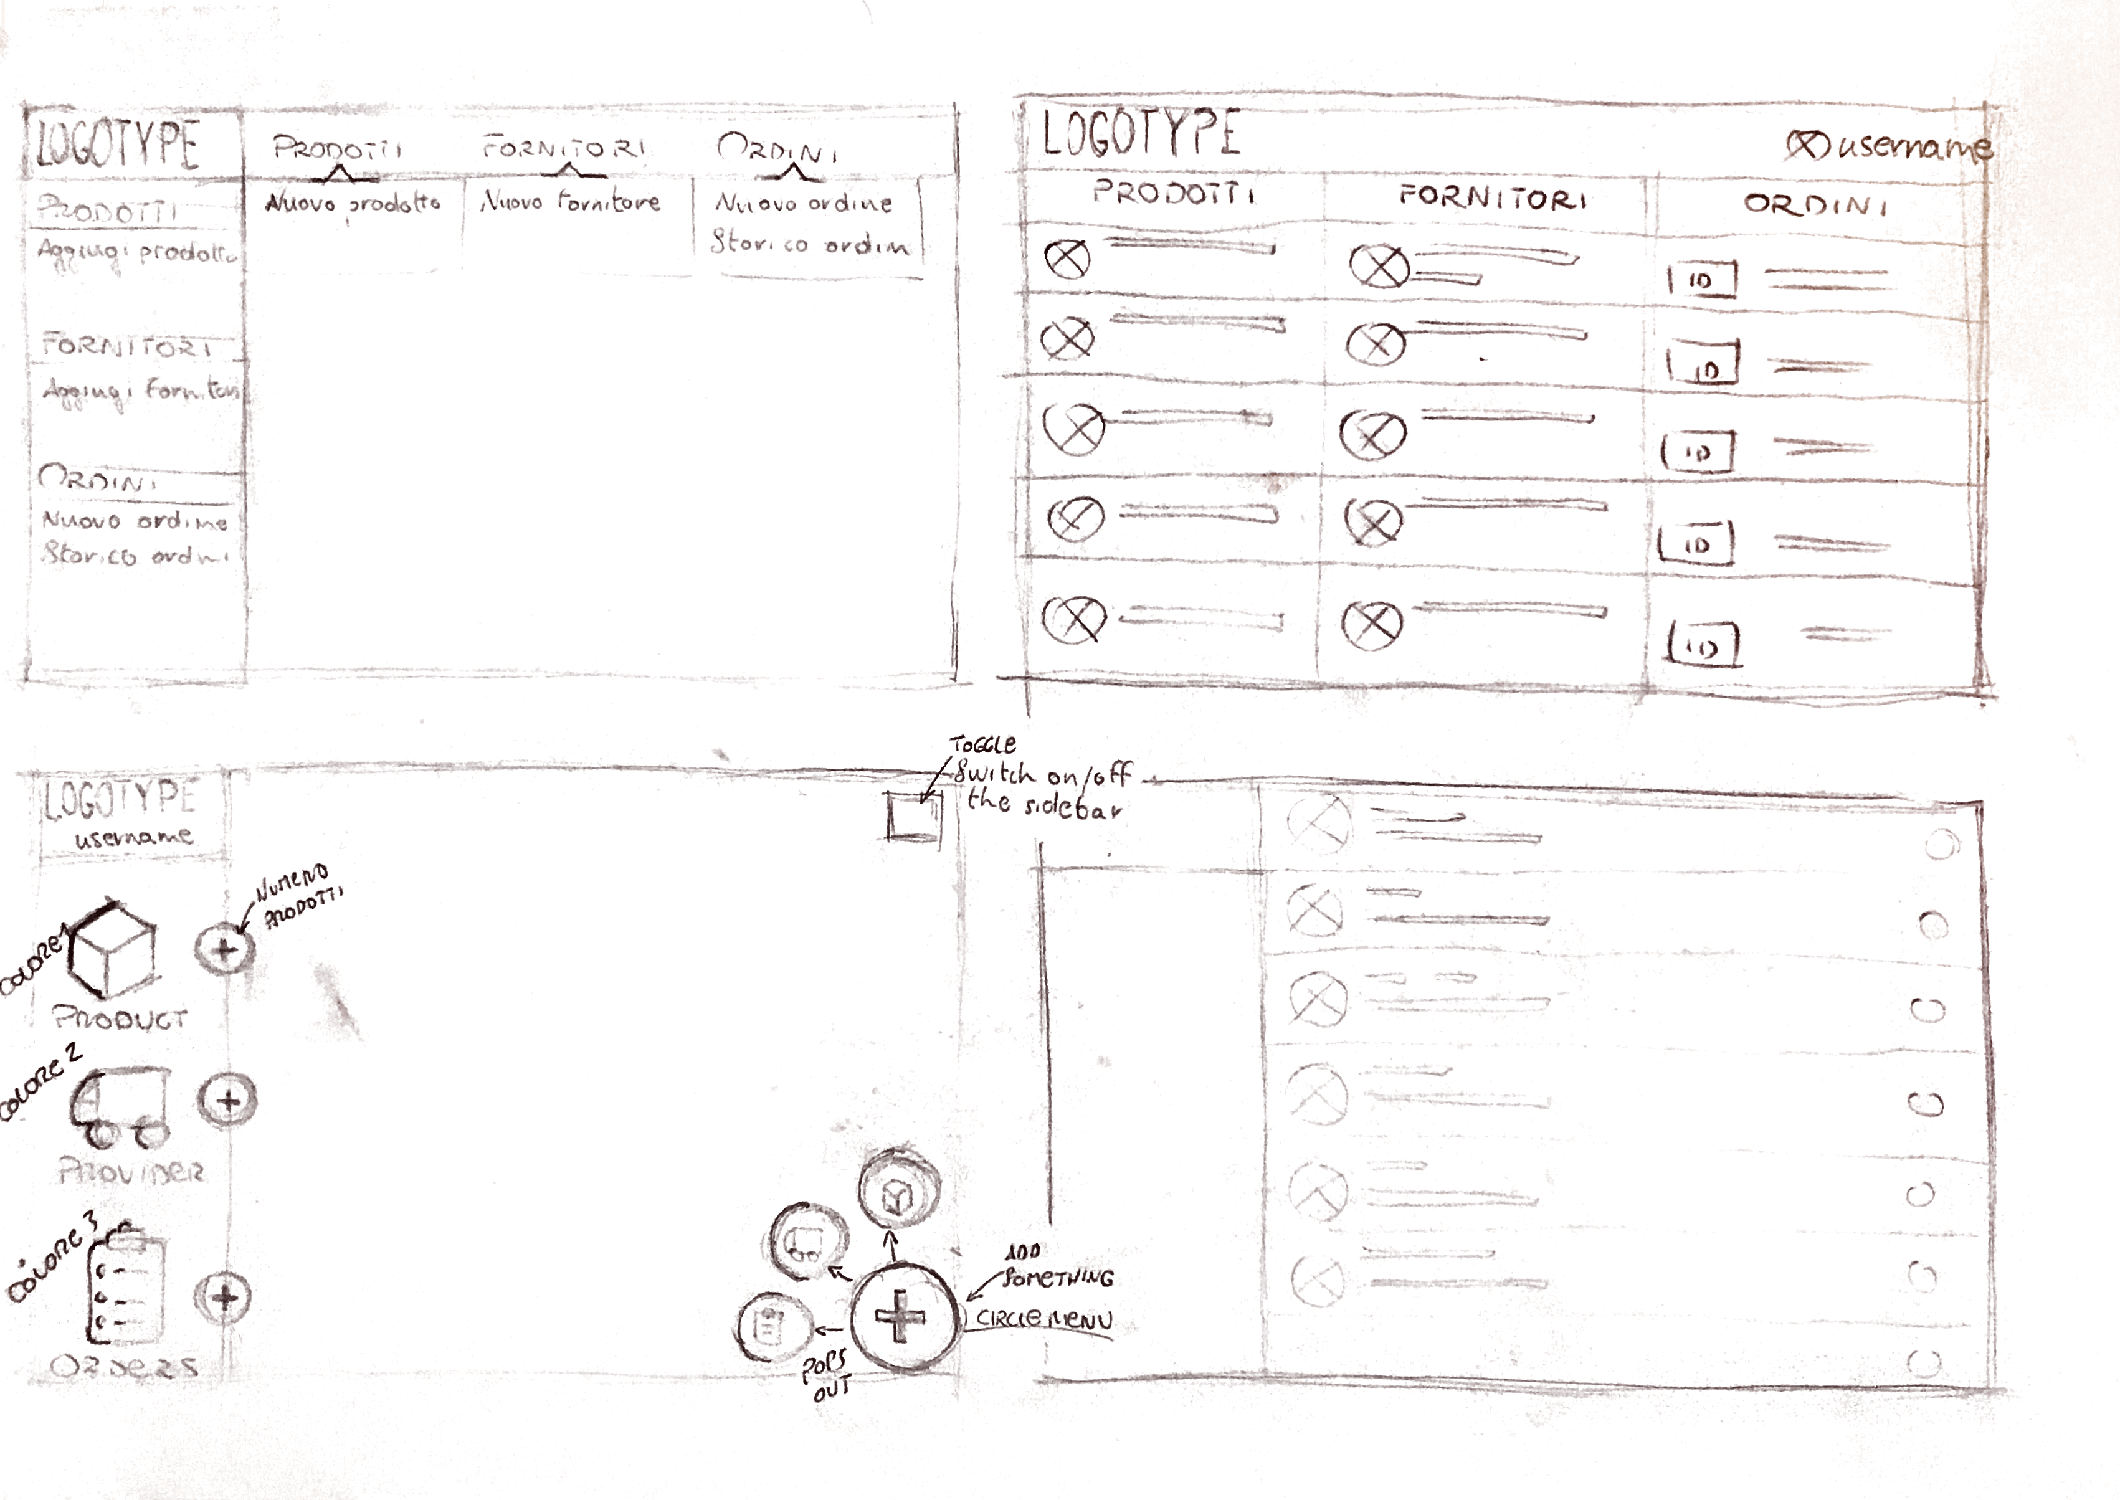 LOGOTYPE
PRODOTTI
FORNITORI
ORDINI
Nuovo prodotto
Nuovo fornitore
Nuovo ordine
Storico ordin
PRODOTTI
Aggiungi prodotto
FORNITORI
Aggiungi fornitori
ORDINI
Nuovo ordine
Storico ordini
LOGOTYPE
username
PRODOTTI
FORNITORI
ORDINI
ID
ID
ID
ID
ID
LOGOTYPE
username
TOGGLE
Switch on/off
the sidebar
NUMERO
PRODOTTI
COLORE 1
PRODUCT
COLORE 2
PROVIDER
COLORE 3
ORDERS
ADD
SOMETHING
CIRCLE MENU
POPS
OUT